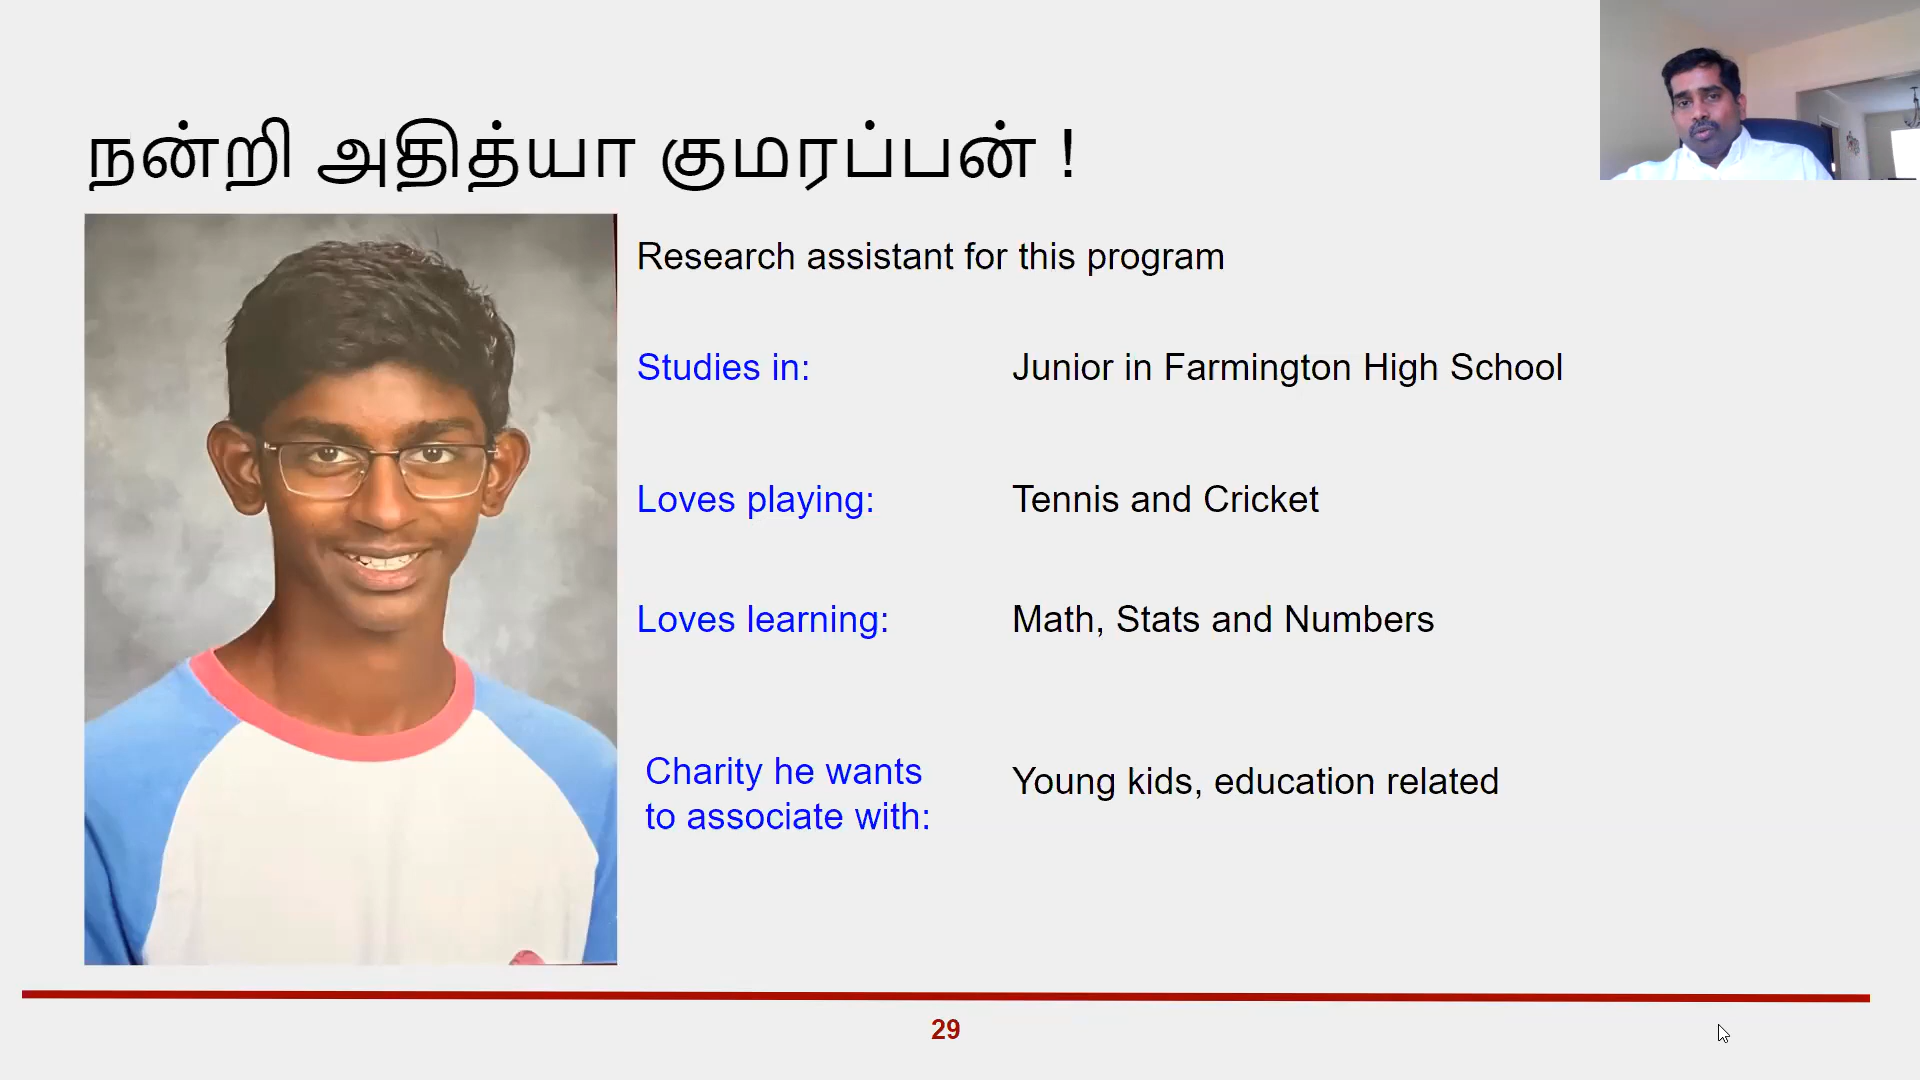 நன்றி அதித்யா குமரப்பன் !
Research assistant for this program
Studies in: Junior in Farmington High School
Loves playing: Tennis and Cricket
Loves learning: Math, Stats and Numbers
Charity he wants
to associate with:
Young kids, education related
29